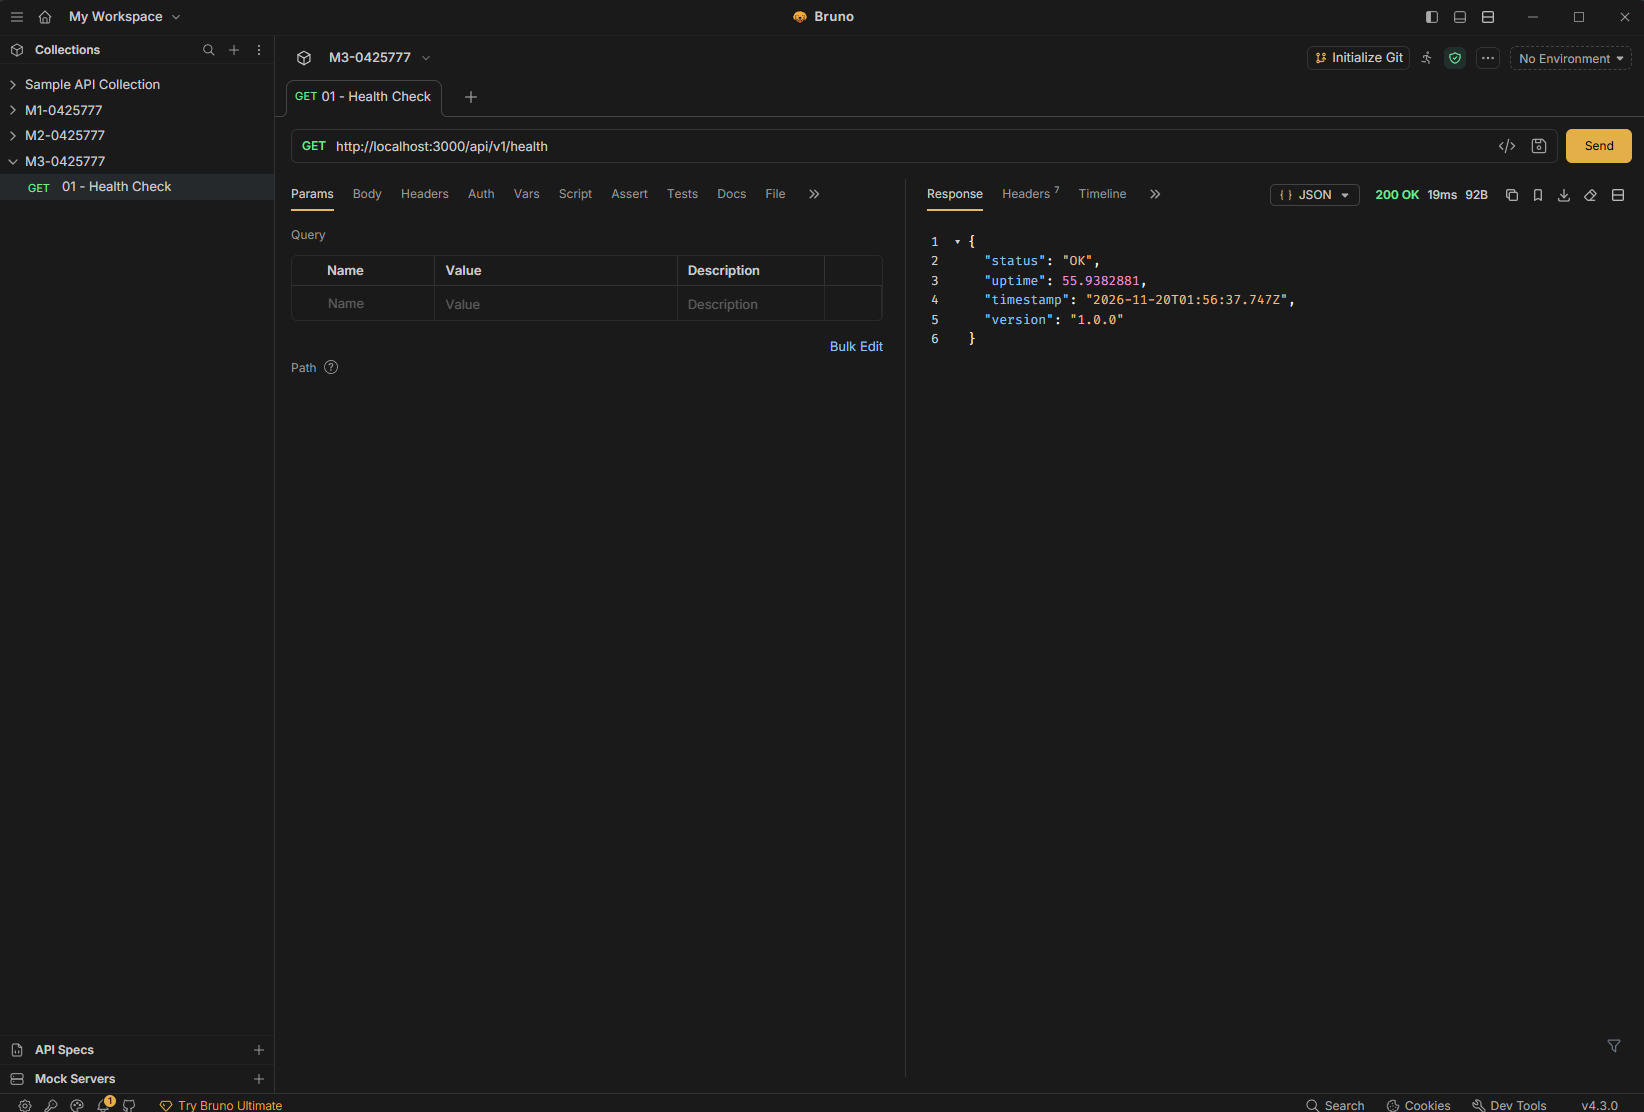 My Workspace
Bruno
Collections
Sample API Collection
M1-0425777
M2-0425777
M3-0425777
GET 01 - Health Check
API Specs
Mock Servers
M3-0425777
Initialize Git
No Environment
GET 01 - Health Check
GET http://localhost:3000/api/v1/health
Send
Params Body Headers Auth Vars Script Assert Tests Docs File
Query
Name Value Description
Name Value Description
Bulk Edit
Path ?
Response Headers 7 Timeline
{ } JSON 200 OK 19ms 92B
1 {
2 "status": "OK",
3 "uptime": 55.9382881,
4 "timestamp": "2026-11-20T01:56:37.747Z",
5 "version": "1.0.0"
6 }
1 Try Bruno Ultimate
Search Cookies Dev Tools v4.3.0